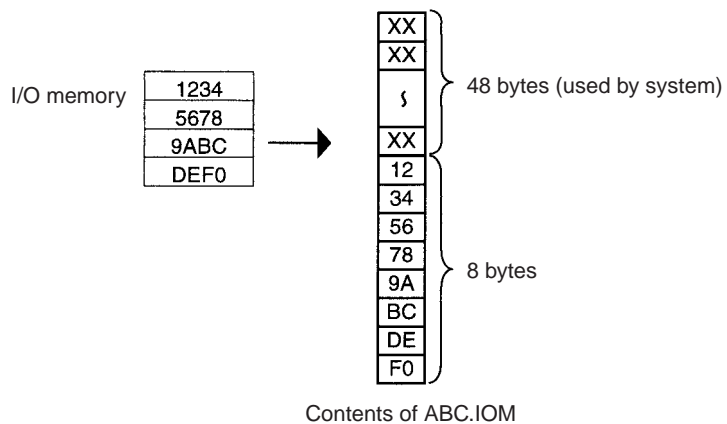 I/O memory
1234
5678
9ABC
DEF0
XX
XX
XX
12
34
56
78
9A
BC
DE
F0
48 bytes (used by system)
8 bytes
Contents of ABC.IOM